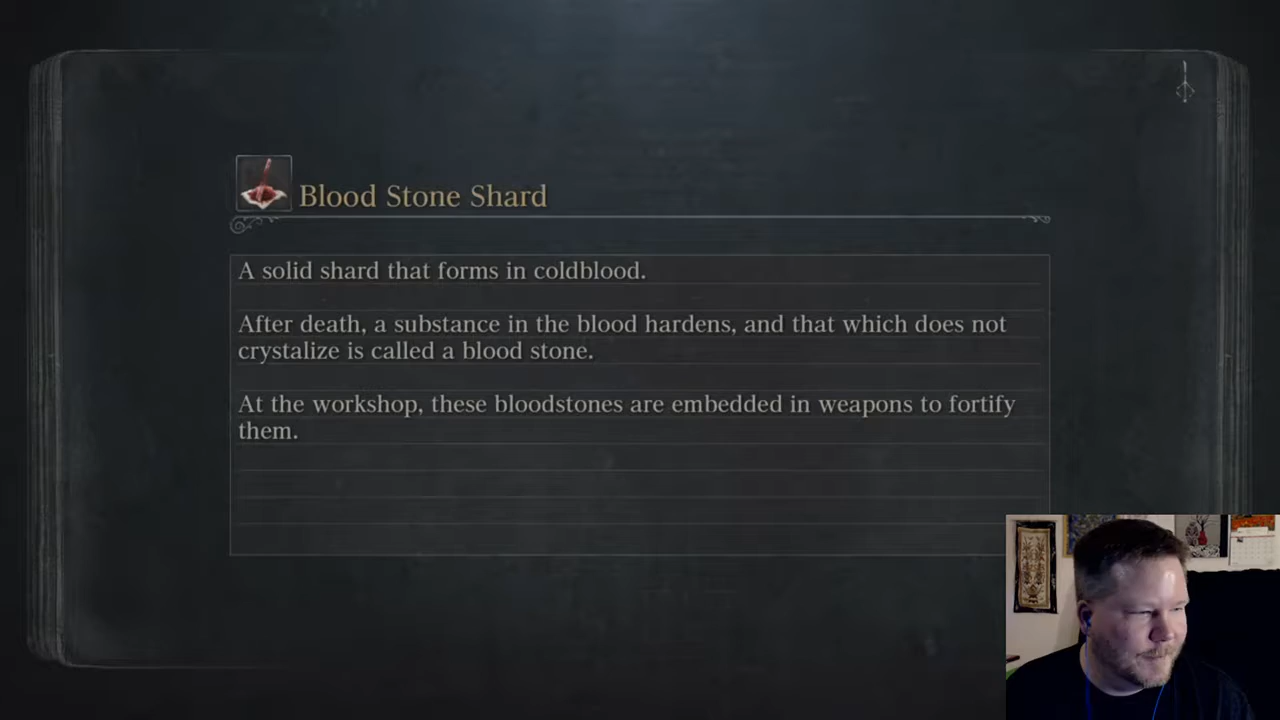 Blood Stone Shard
A solid shard that forms in coldblood.
After death, a substance in the blood hardens, and that which does not
crystalize is called a blood stone.
At the workshop, these bloodstones are embedded in weapons to fortify
them.